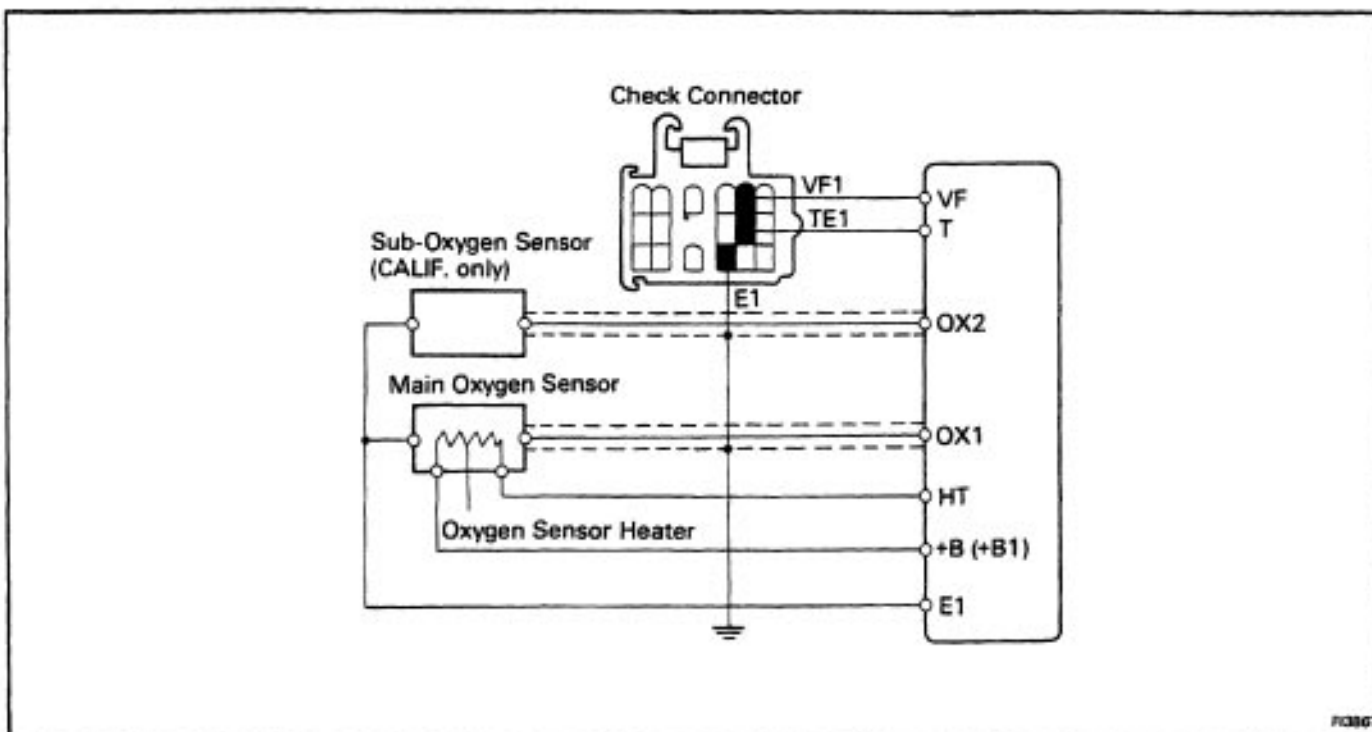 Check Connector
VF1
VF
TE1
T
Sub-Oxygen Sensor
(CALIF. only)
E1
OX2
Main Oxygen Sensor
OX1
HT
Oxygen Sensor Heater
+B (+B1)
E1